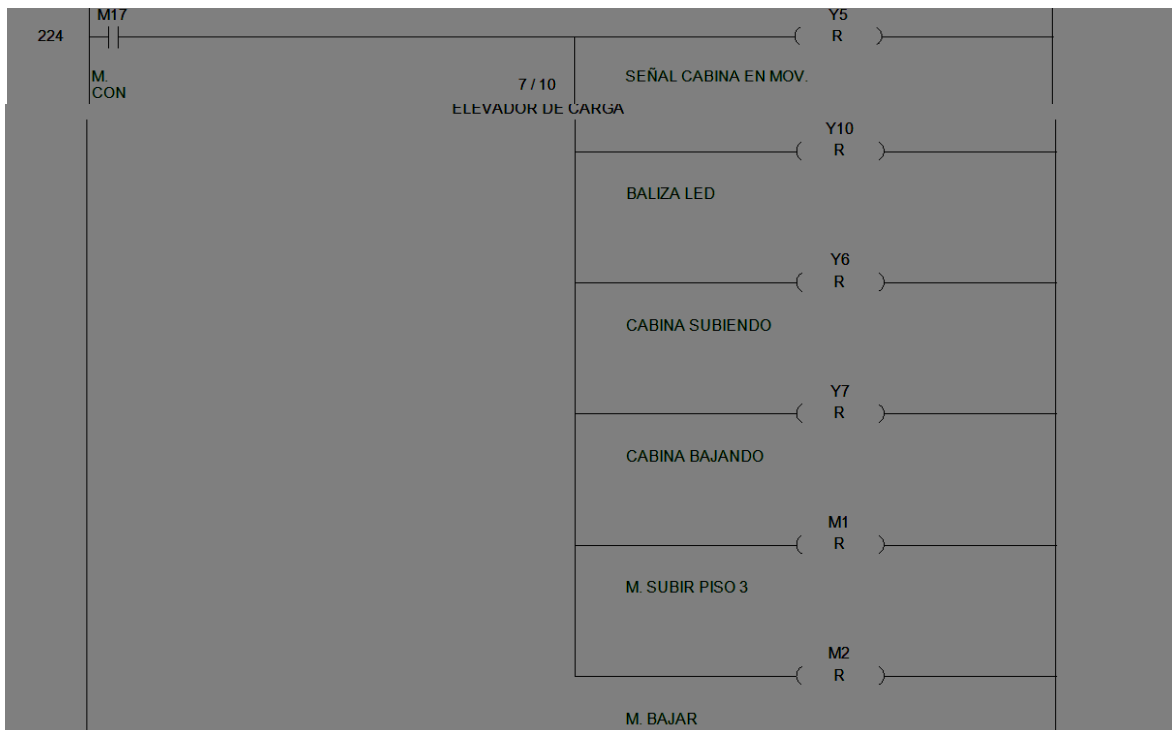 M17
Y5
224
R
M.
CON
SEÑAL CABINA EN MOV.
7 / 10
ELEVADOR DE CARGA
Y10
R
BALIZA LED
Y6
R
CABINA SUBIENDO
Y7
R
CABINA BAJANDO
M1
R
M. SUBIR PISO 3
M2
R
M. BAJAR